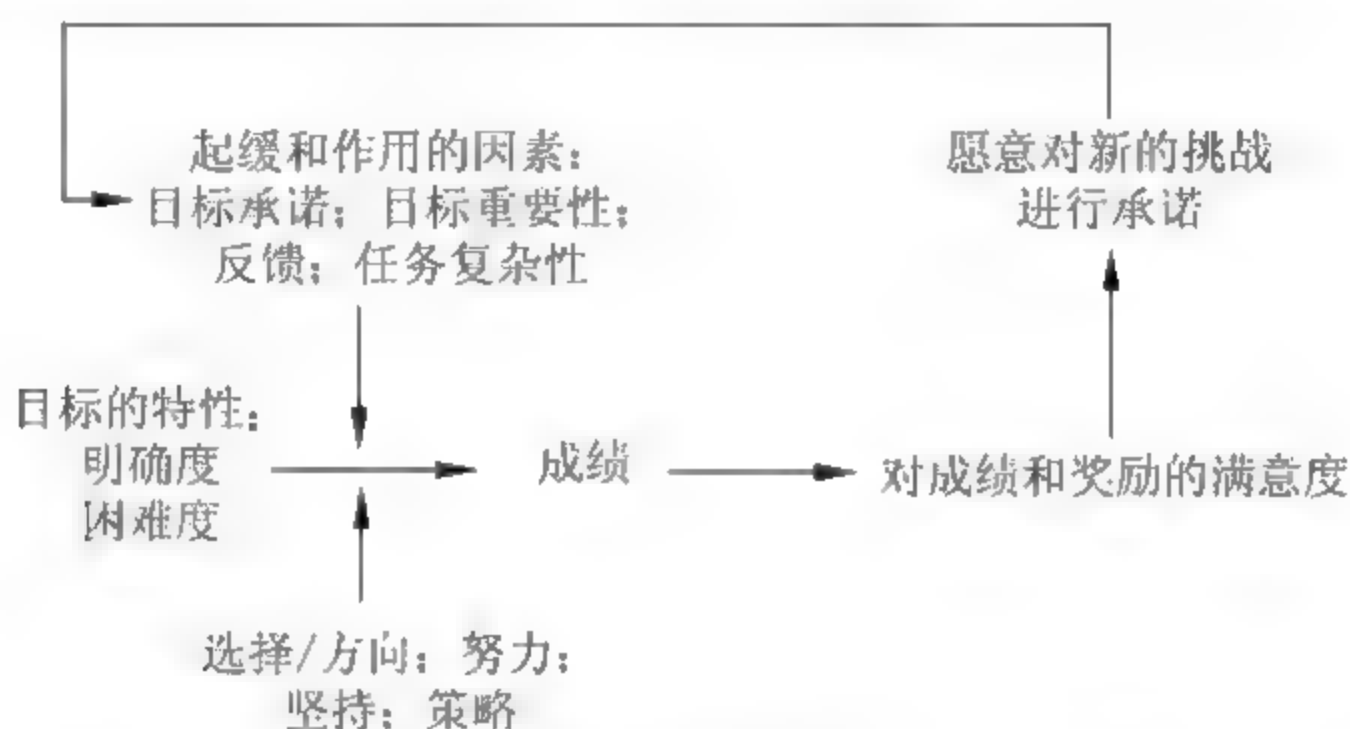 起缓和作用的因素：
目标承诺；目标重要性；
反馈；任务复杂性
愿意对新的挑战
进行承诺
目标的特性：
明确度
困难度
成绩
对成绩和奖励的满意度
选择/方向；努力；
坚持；策略